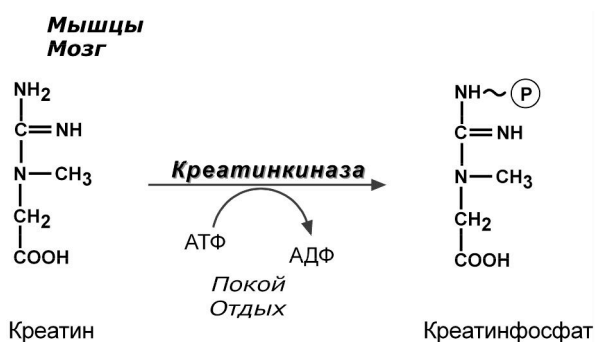 Мышцы
Мозг
NH2
C=NH
N—CH3
CH2
COOH
Креатин
Креатинкиназа
АТФ
АДФ
Покой
Отдых
NH~P
C=NH
N—CH3
CH2
COOH
Креатинфосфат